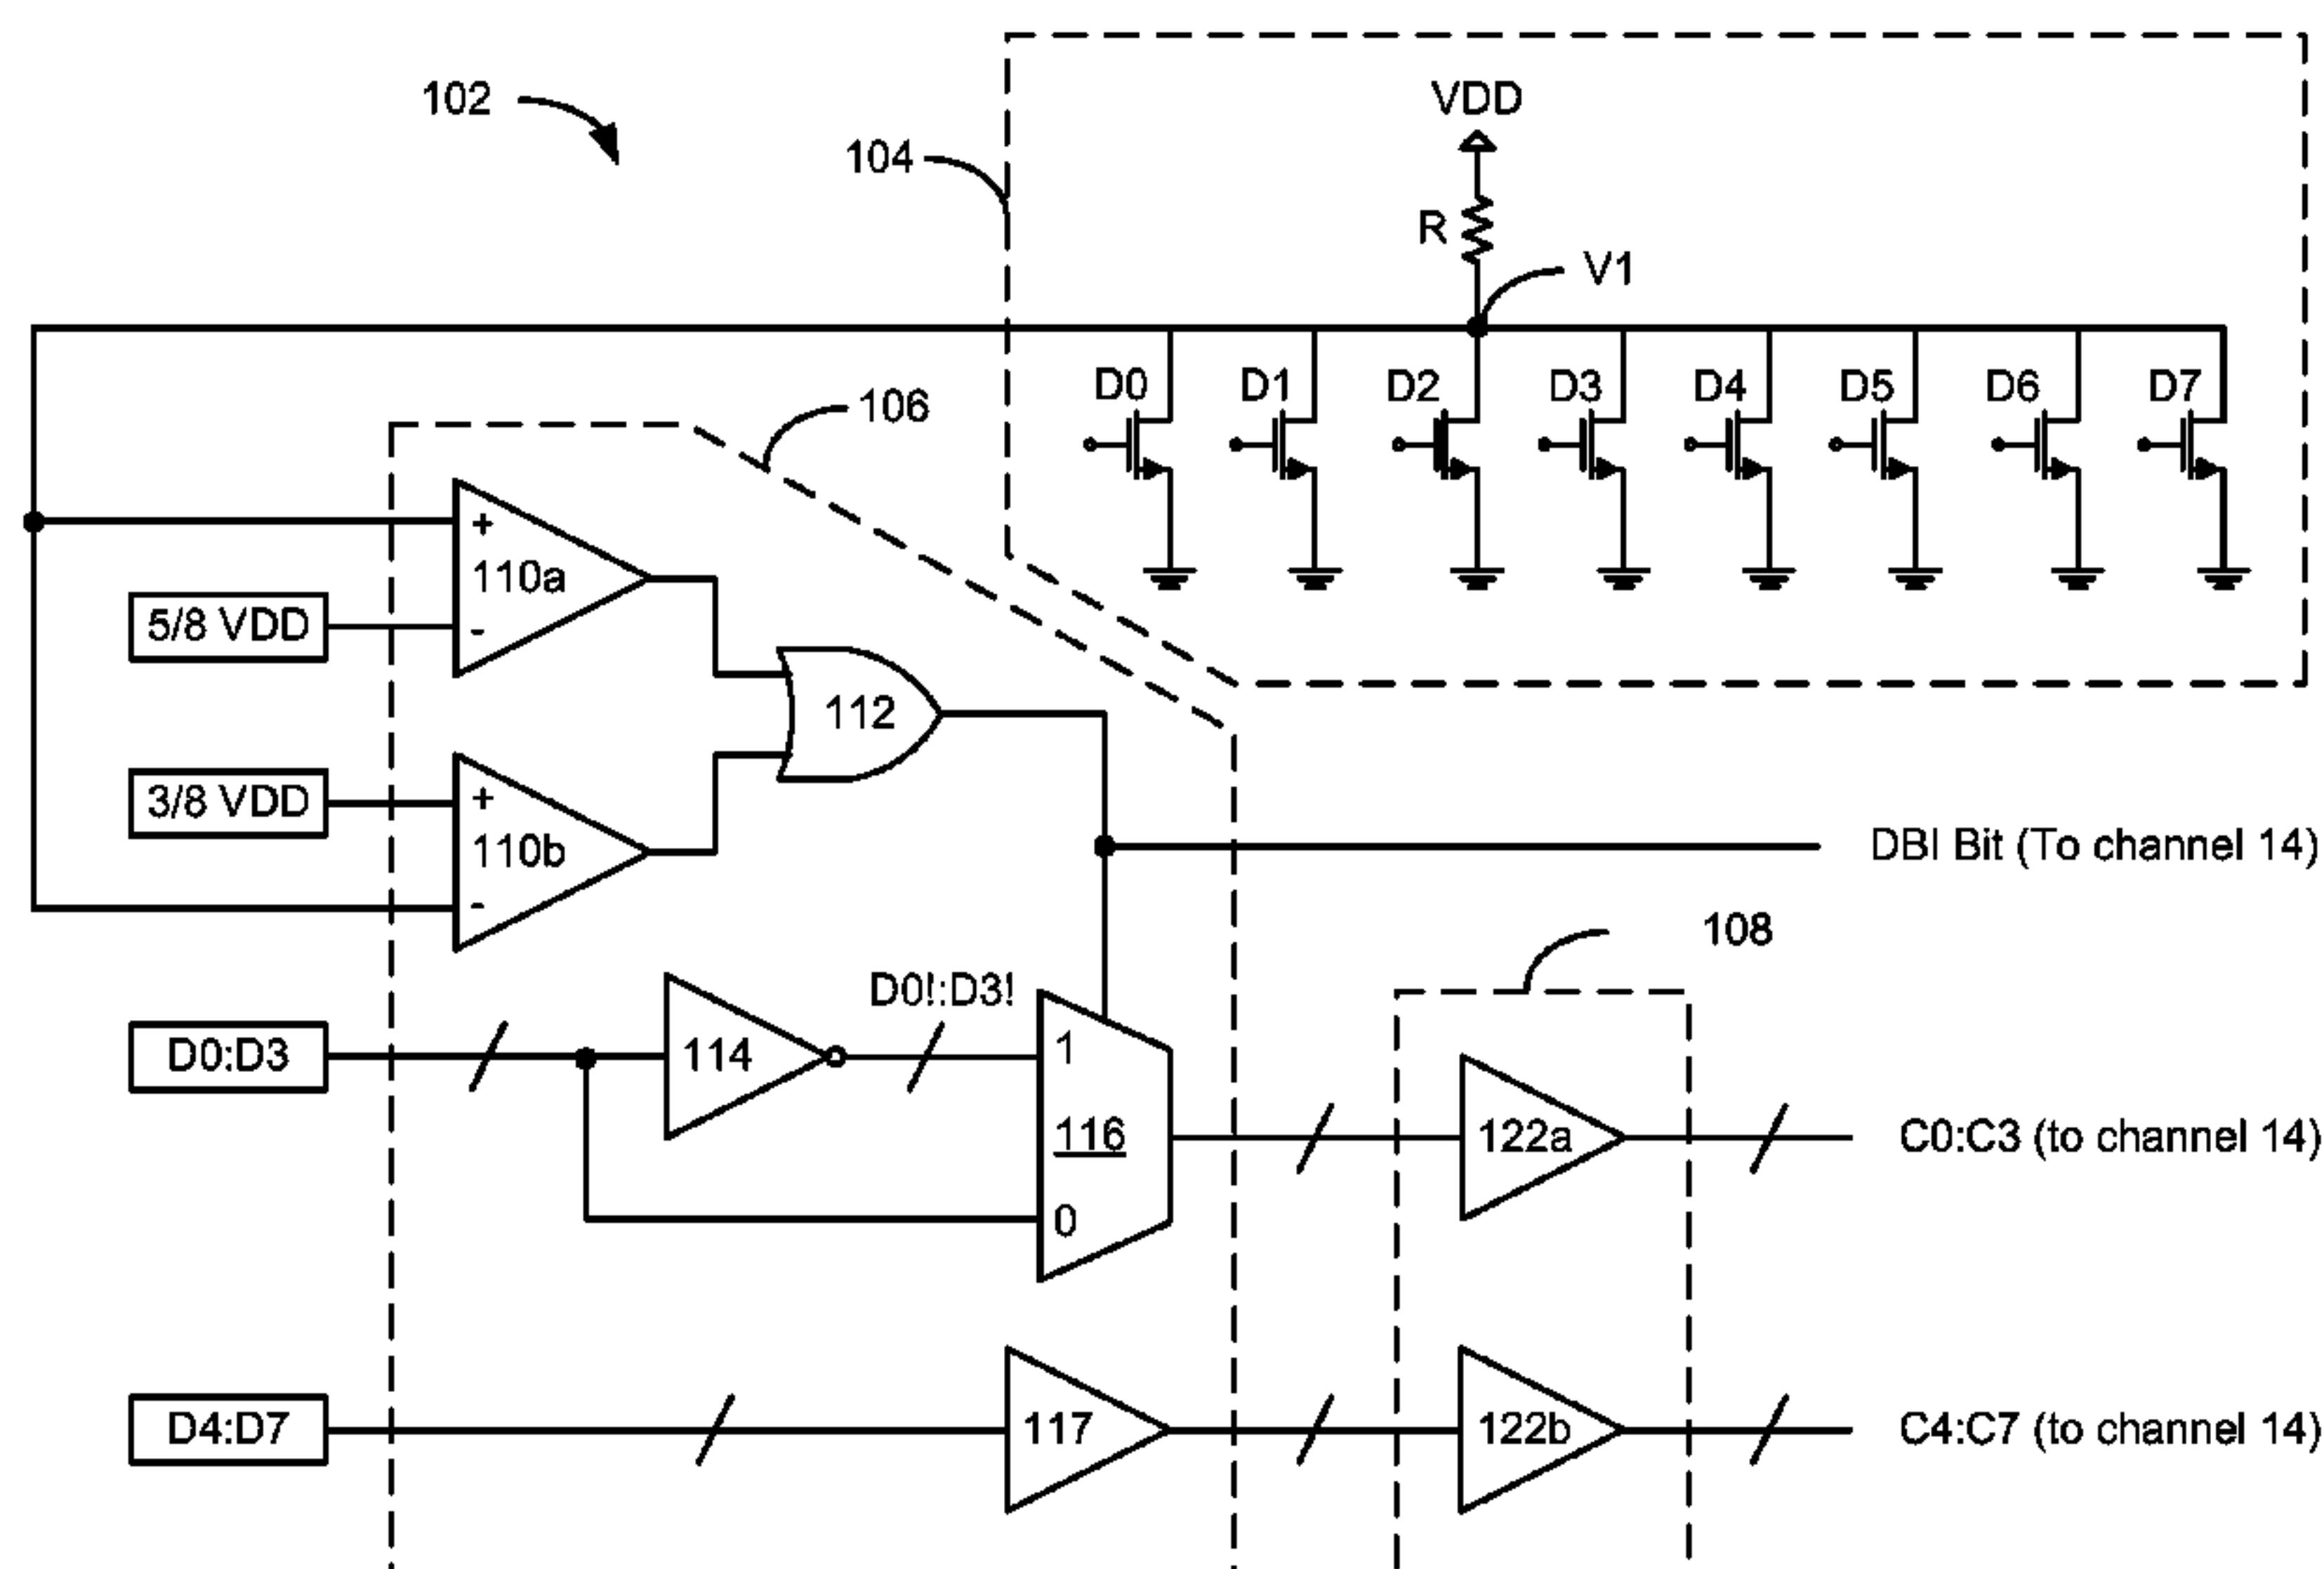 102
104
VDD
R
V1
D0 D1 D2 D3 D4 D5 D6 D7
106
+
110a
5/8 VDD
-
112
3/8 VDD
+
110b
-
DBI Bit (To channel 14)
108
D0!:D3!
D0:D3
114
1
116
0
122a
C0:C3 (to channel 14)
D4:D7
117
122b
C4:C7 (to channel 14)